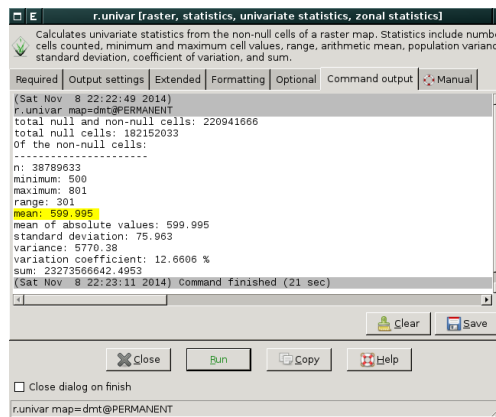 r.univar [raster, statistics, univariate statistics, zonal statistics]
Calculates univariate statistics from the non-null cells of a raster map. Statistics include numbe
cells counted, minimum and maximum cell values, range, arithmetic mean, population varianc
standard deviation, coefficient of variation, and sum.
Required Output settings Extended Formatting Optional Command output Manual
(Sat Nov  8 22:22:49 2014)
r.univar map=dmt@PERMANENT
total null and non-null cells: 220941666
total null cells: 182152033
Of the non-null cells:
----------------------
n: 38789633
minimum: 500
maximum: 801
range: 301
mean: 599.995
mean of absolute values: 599.995
standard deviation: 75.963
variance: 5770.38
variation coefficient: 12.6606 %
sum: 23273566642.4953
(Sat Nov  8 22:23:11 2014) Command finished (21 sec)
Clear Save
Close Run Copy Help
Close dialog on finish
r.univar map=dmt@PERMANENT